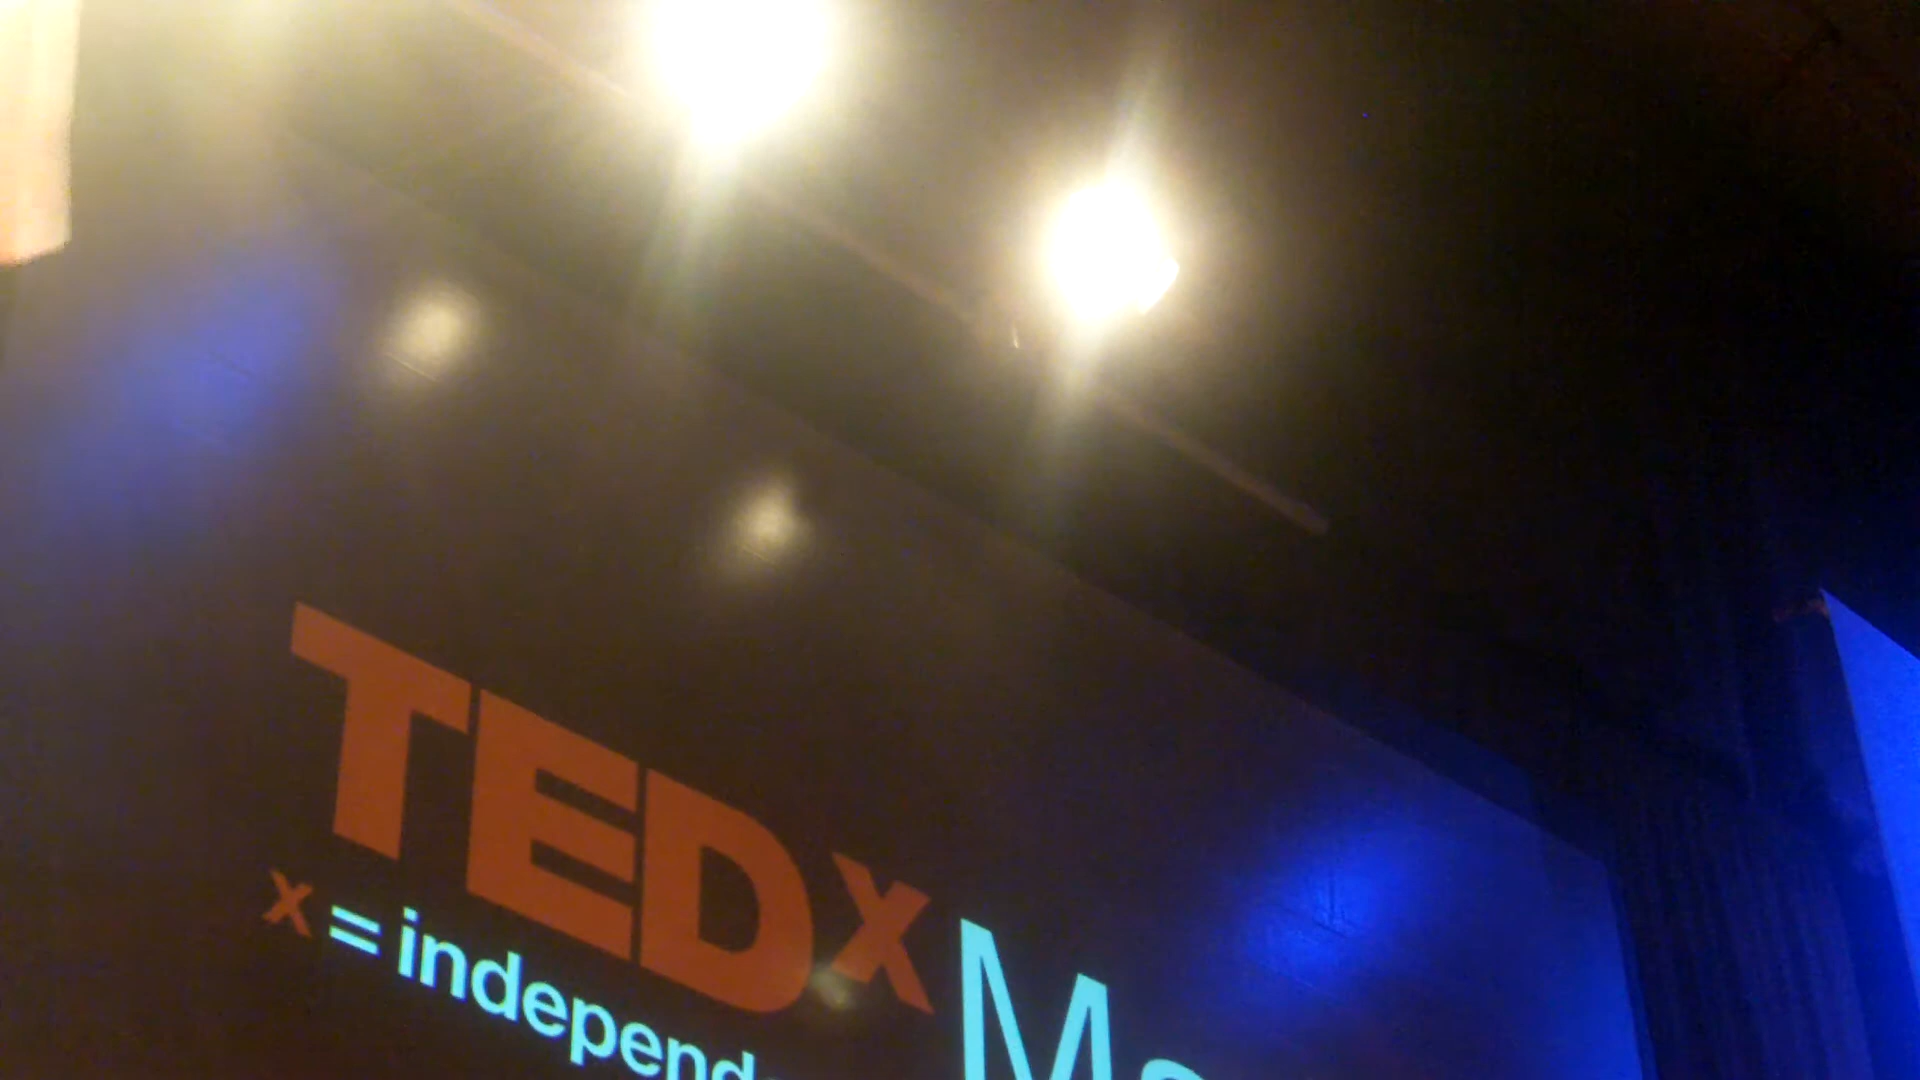 TEDx M
x = independ